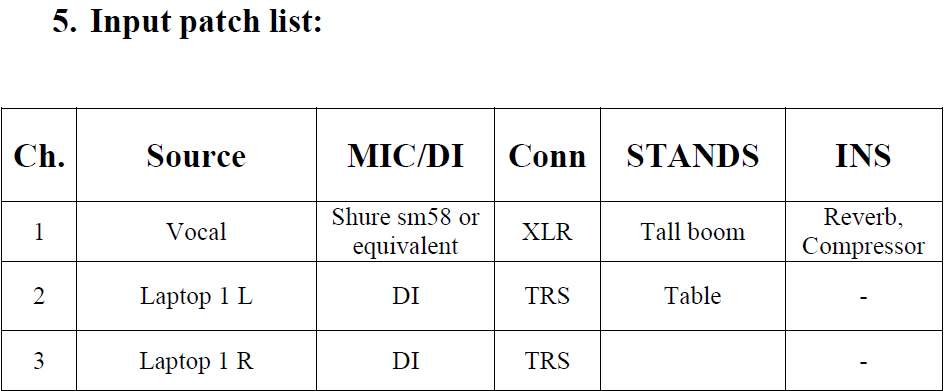 5. Input patch list:
Ch. Source MIC/DI Conn STANDS INS
1 Vocal Shure sm58 or equivalent XLR Tall boom Reverb, Compressor
2 Laptop 1 L DI TRS Table -
3 Laptop 1 R DI TRS -